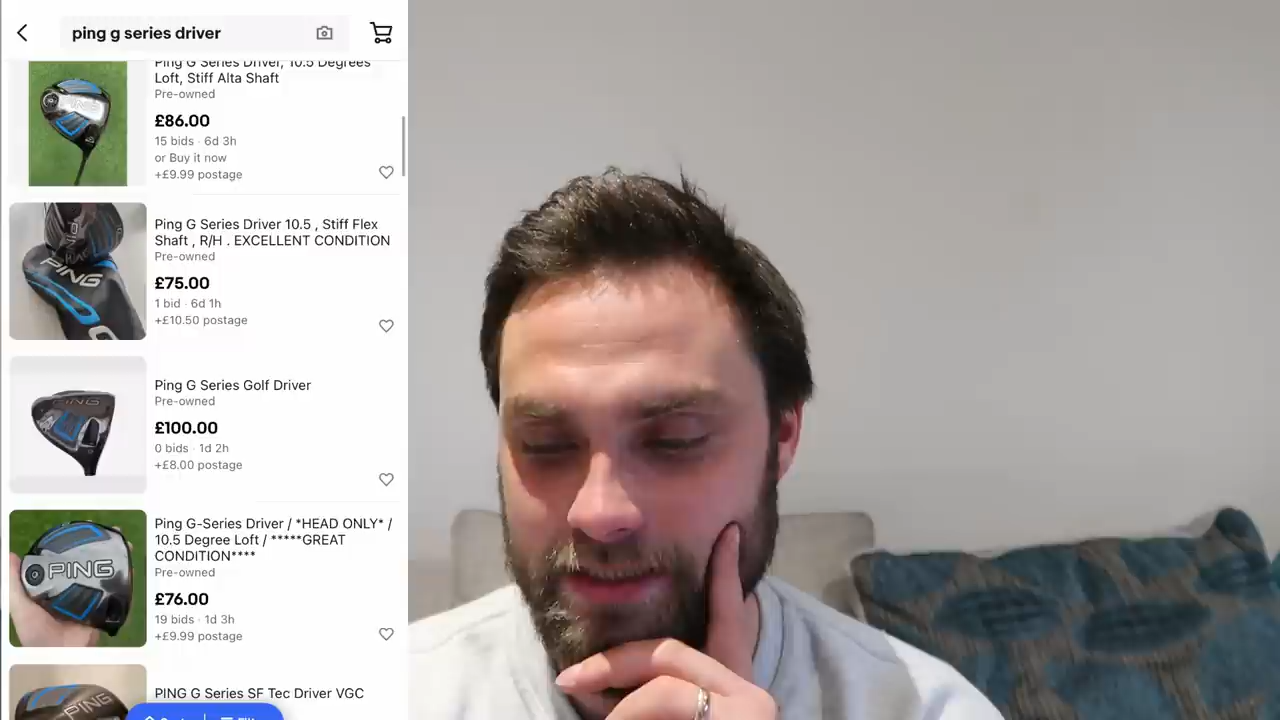 ping g series driver
Ping G Series Driver, 10.5 Degrees
Loft, Stiff Alta Shaft
Pre-owned
£86.00
15 bids · 6d 3h
or Buy it now
+£9.99 postage
PING
Ping G Series Driver 10.5 , Stiff Flex
Shaft , R/H . EXCELLENT CONDITION
Pre-owned
£75.00
1 bid · 6d 1h
+£10.50 postage
PING
Ping G Series Golf Driver
Pre-owned
£100.00
0 bids · 1d 2h
+£8.00 postage
PING
Ping G-Series Driver / *HEAD ONLY* /
10.5 Degree Loft / *****GREAT
CONDITION****
Pre-owned
£76.00
19 bids · 1d 3h
+£9.99 postage
PING
PING G Series SF Tec Driver VGC